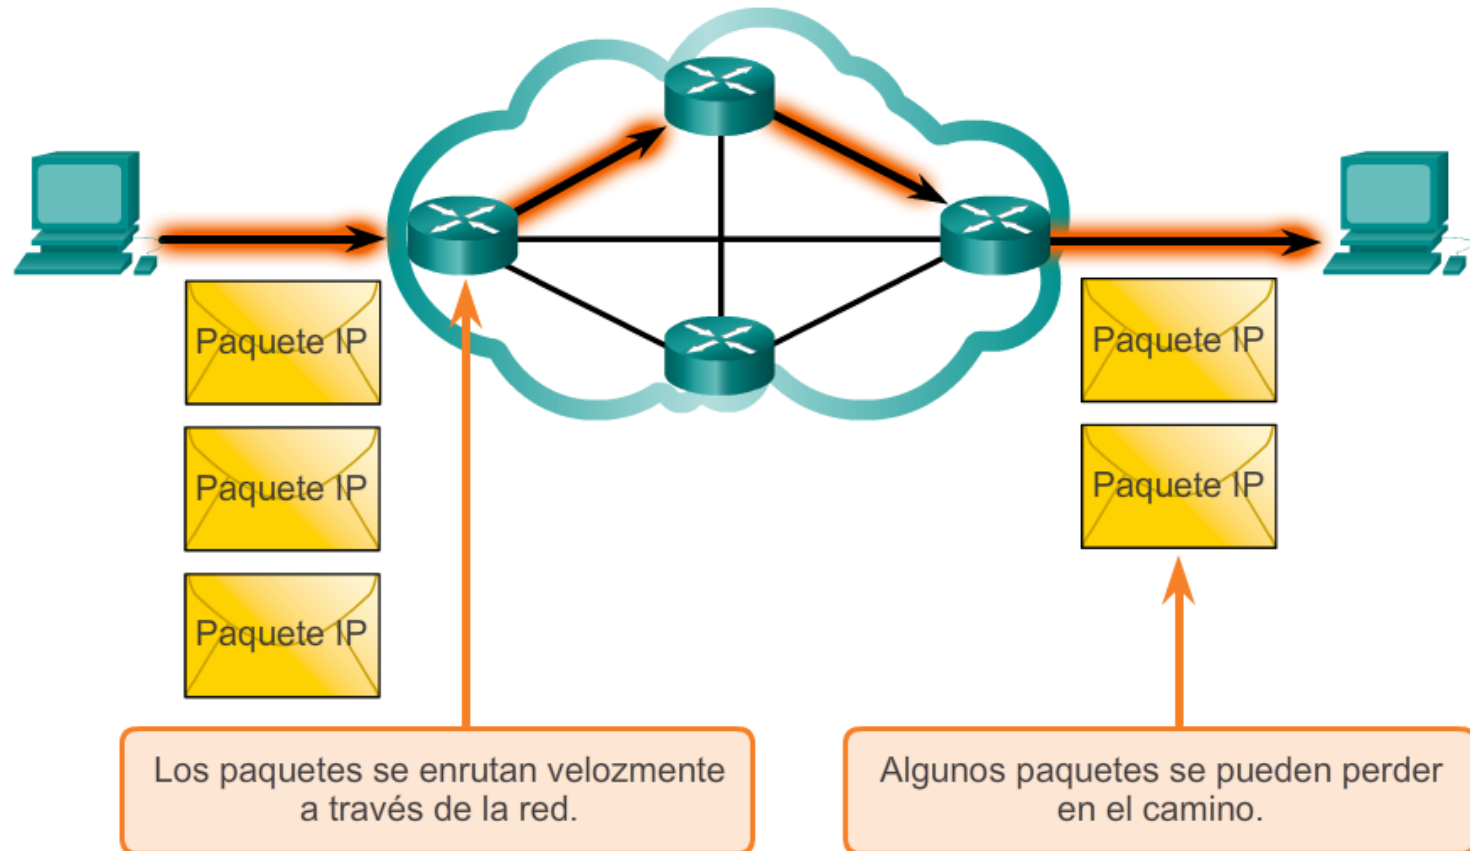 Paquete IP
Paquete IP
Paquete IP
Paquete IP
Paquete IP
Los paquetes se enrutan velozmente
a través de la red.
Algunos paquetes se pueden perder
en el camino.